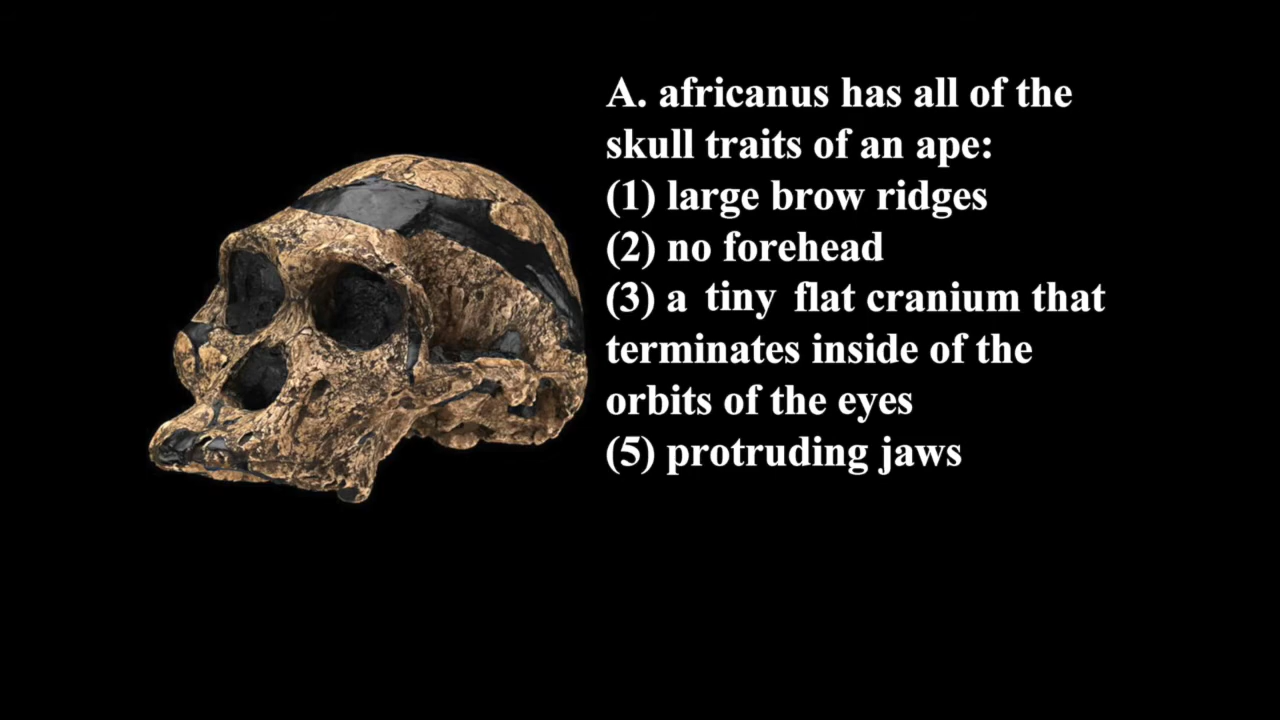 A. africanus has all of the
skull traits of an ape:
(1) large brow ridges
(2) no forehead
(3) a tiny flat cranium that
terminates inside of the
orbits of the eyes
(5) protruding jaws